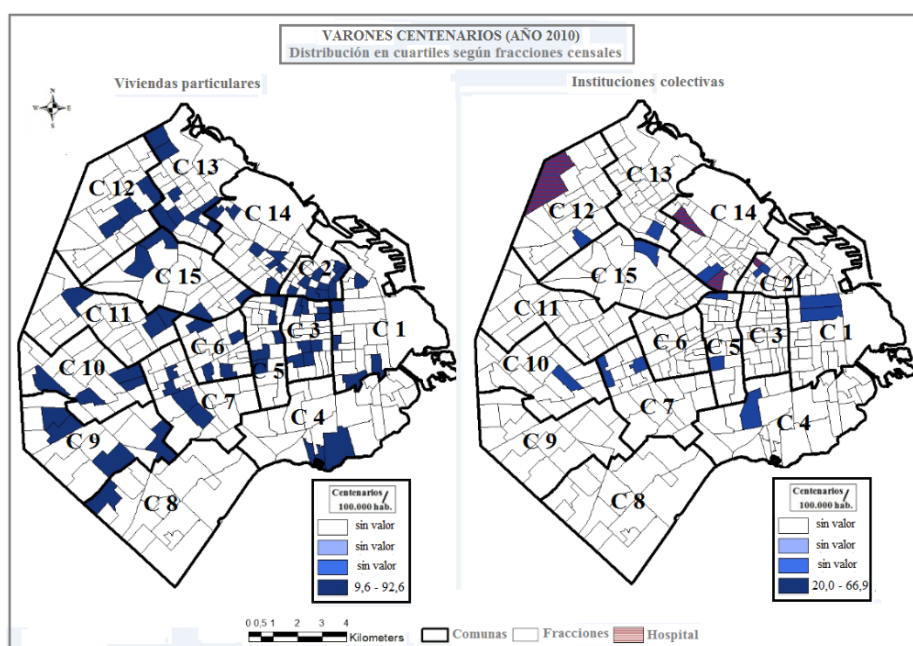 VARONES CENTENARIOS (AÑO 2010)
Distribución en cuartiles según fracciones censales
Viviendas particulares
Instituciones colectivas
N
W E
S
C 13
C 12
C 14
C 15
C 2
C 11
C 3
C 1
C 6
C 5
C 10
C 7
C 4
C 9
C 8
C 13
C 12
C 14
C 15
C 2
C 11
C 1
C 6
C 5
C 3
C 10
C 7
C 4
C 9
C 8
Centenarios /
100.000 hab.
sin valor
sin valor
sin valor
9,6 - 92,6
Centenarios /
100.000 hab.
sin valor
sin valor
sin valor
20,0 - 66,9
0 0,5 1 2 3 4
Kilometers
Comunas Fracciones Hospital